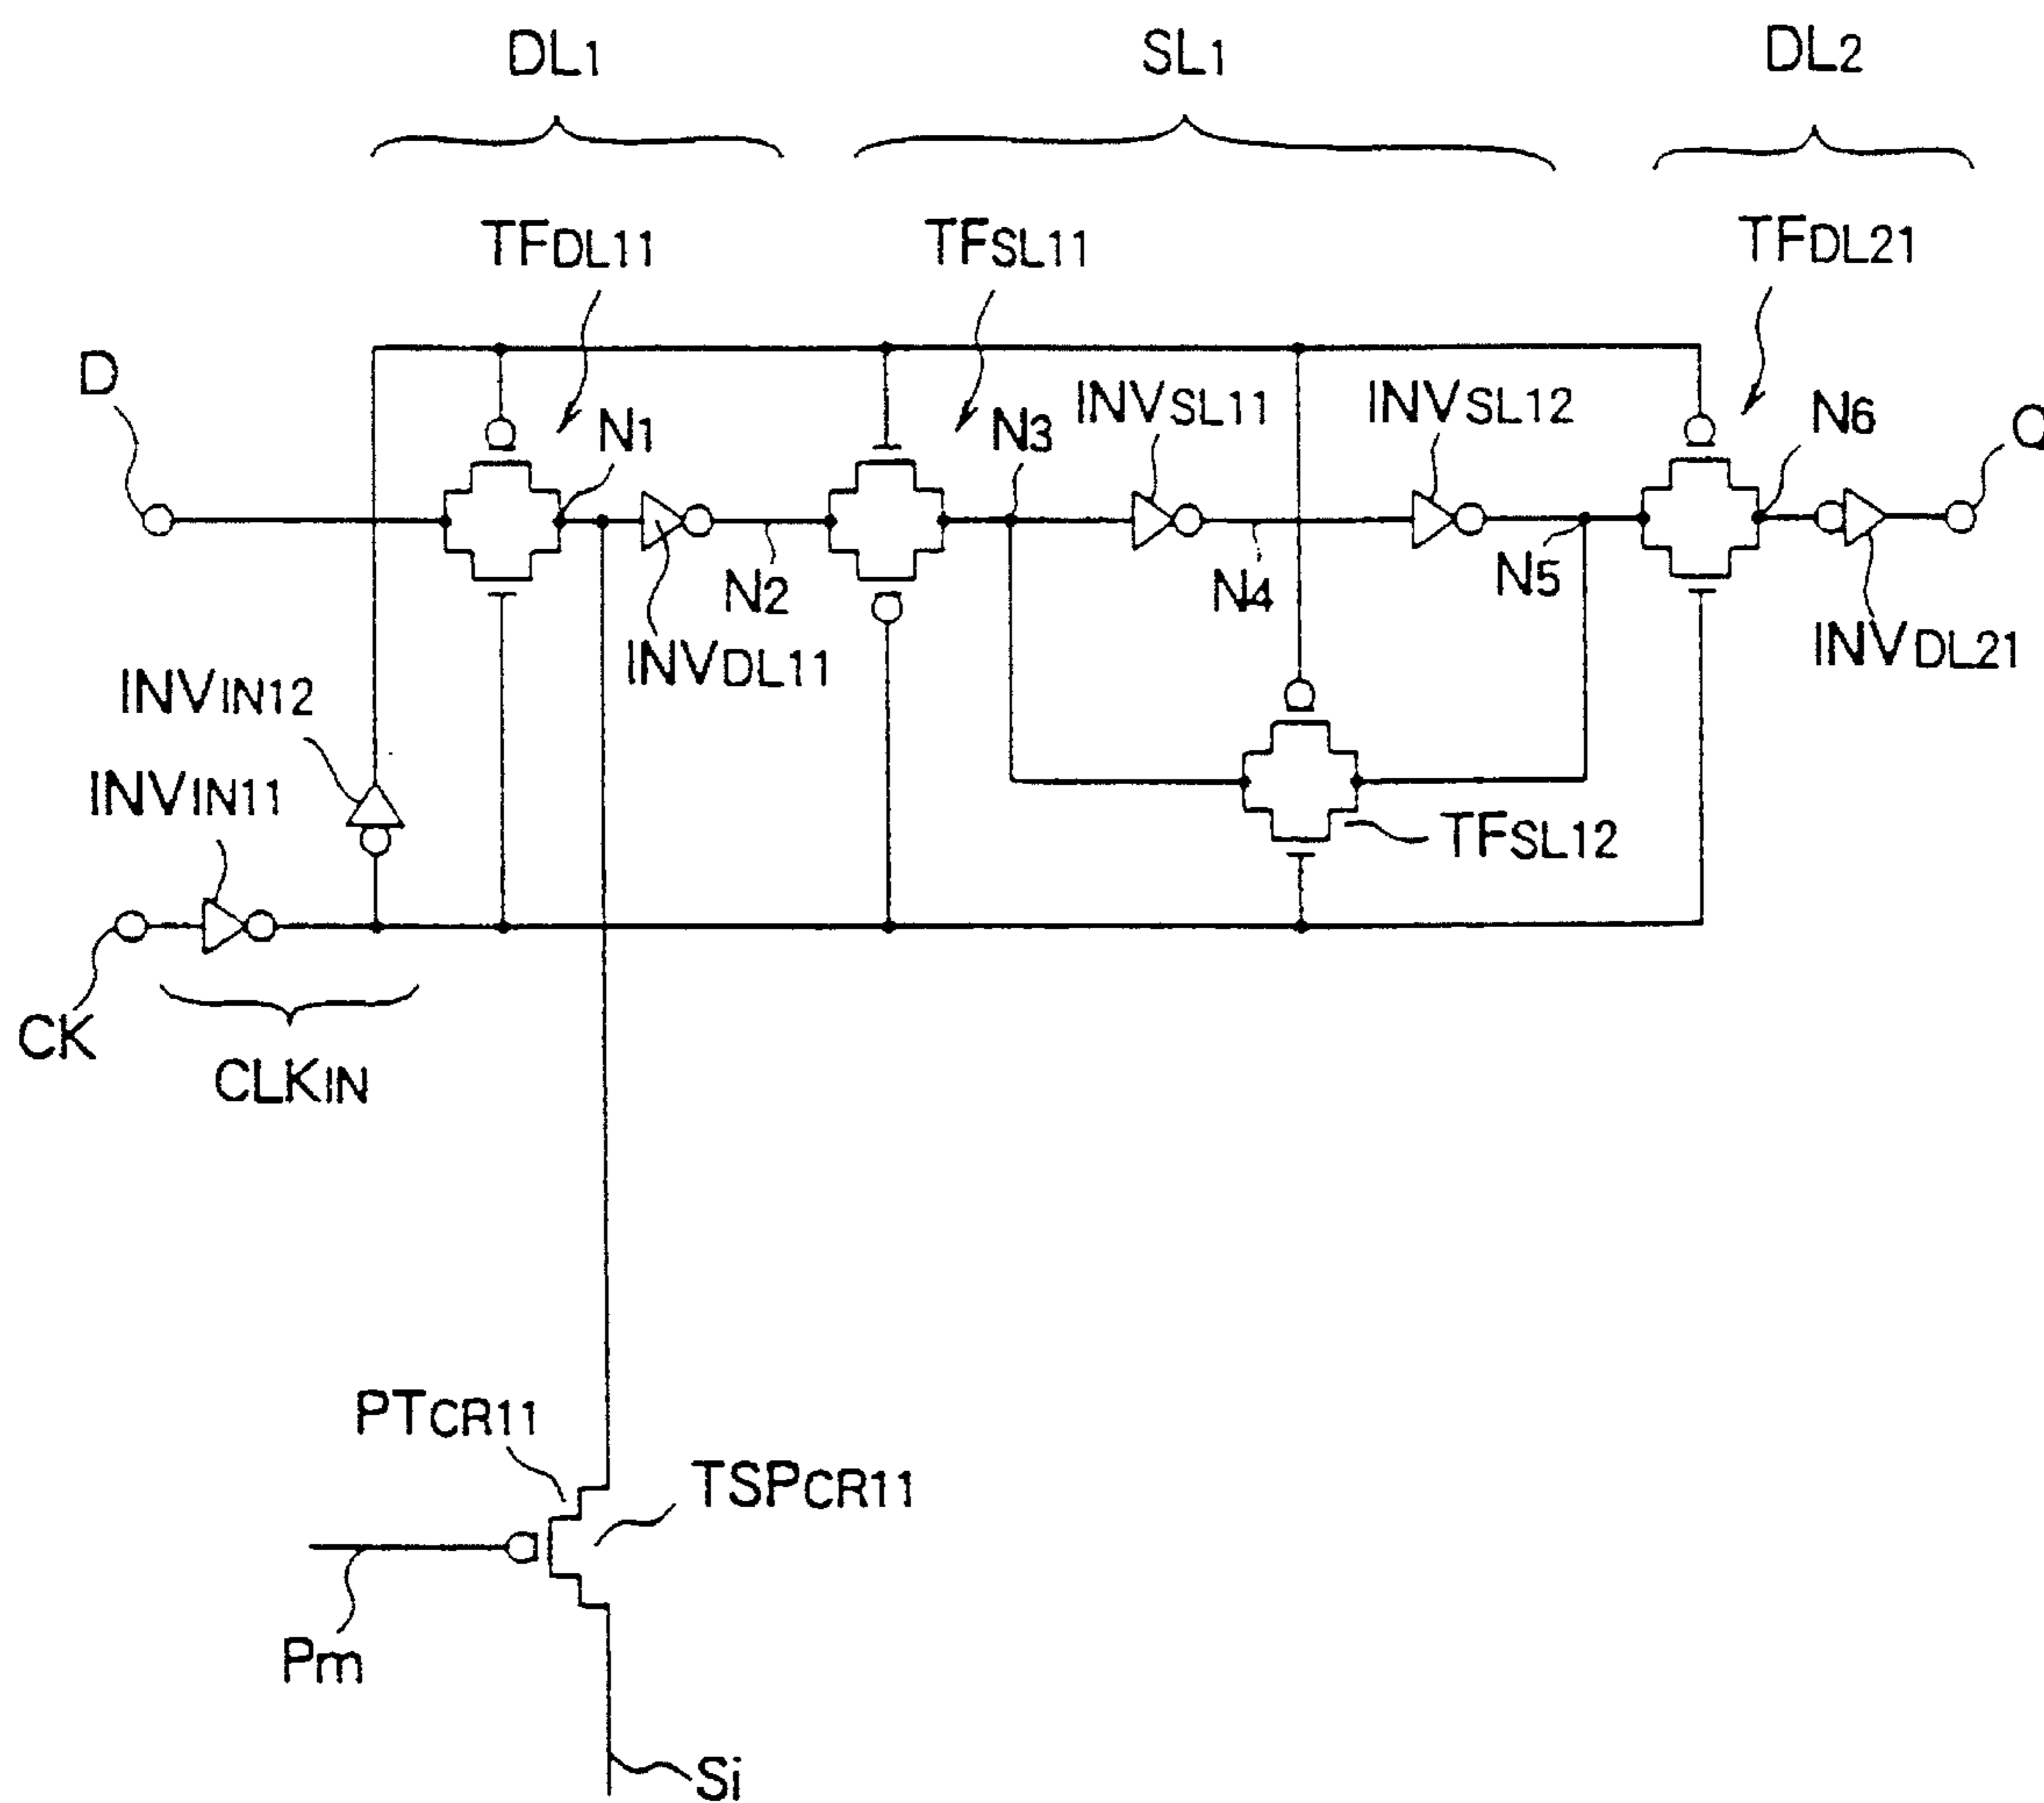 DL1 SL1 DL2
TFDL11 TFSL11 TFDL21
D N1 N3 INVSL11 INVSL12 N6 Q
N2 N4 N5
INVDL11 INVDL21
INVIN12
INVIN11
TFSL12
CK
CLKIN
PTCR11
TSPCR11
Pm
Si